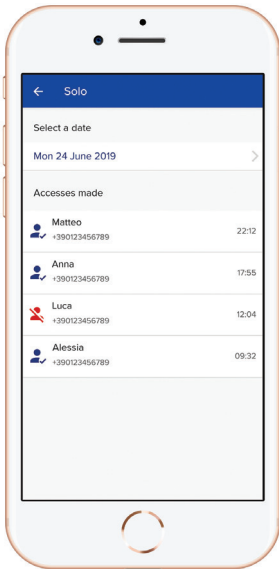 Solo
Select a date
Mon 24 June 2019
Accesses made
Matteo
+390123456789
22:12
Anna
+390123456789
17:55
Luca
+390123456789
12:04
Alessia
+390123456789
09:32